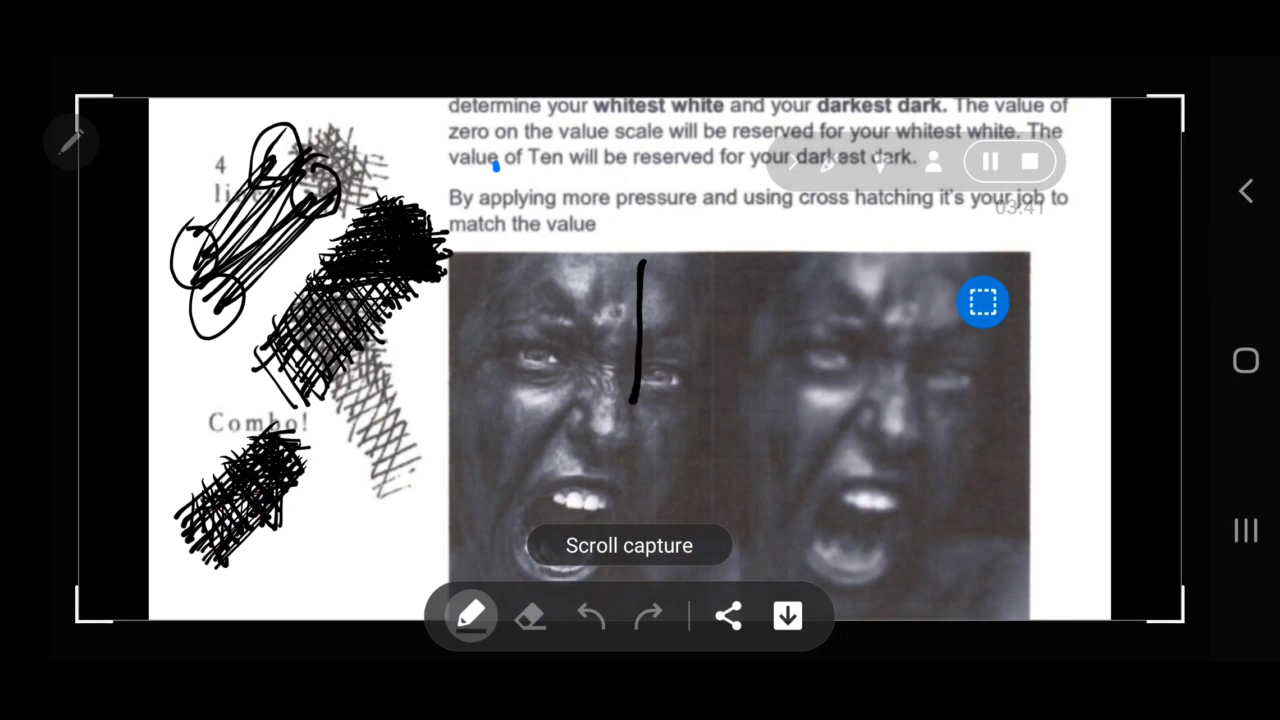 determine your whitest white and your darkest dark. The value of
zero on the value scale will be reserved for your whitest white. The
value of Ten will be reserved for your darkest dark.
03:41
By applying more pressure and using cross hatching it's your job to
match the value
4
Combo!
Scroll capture